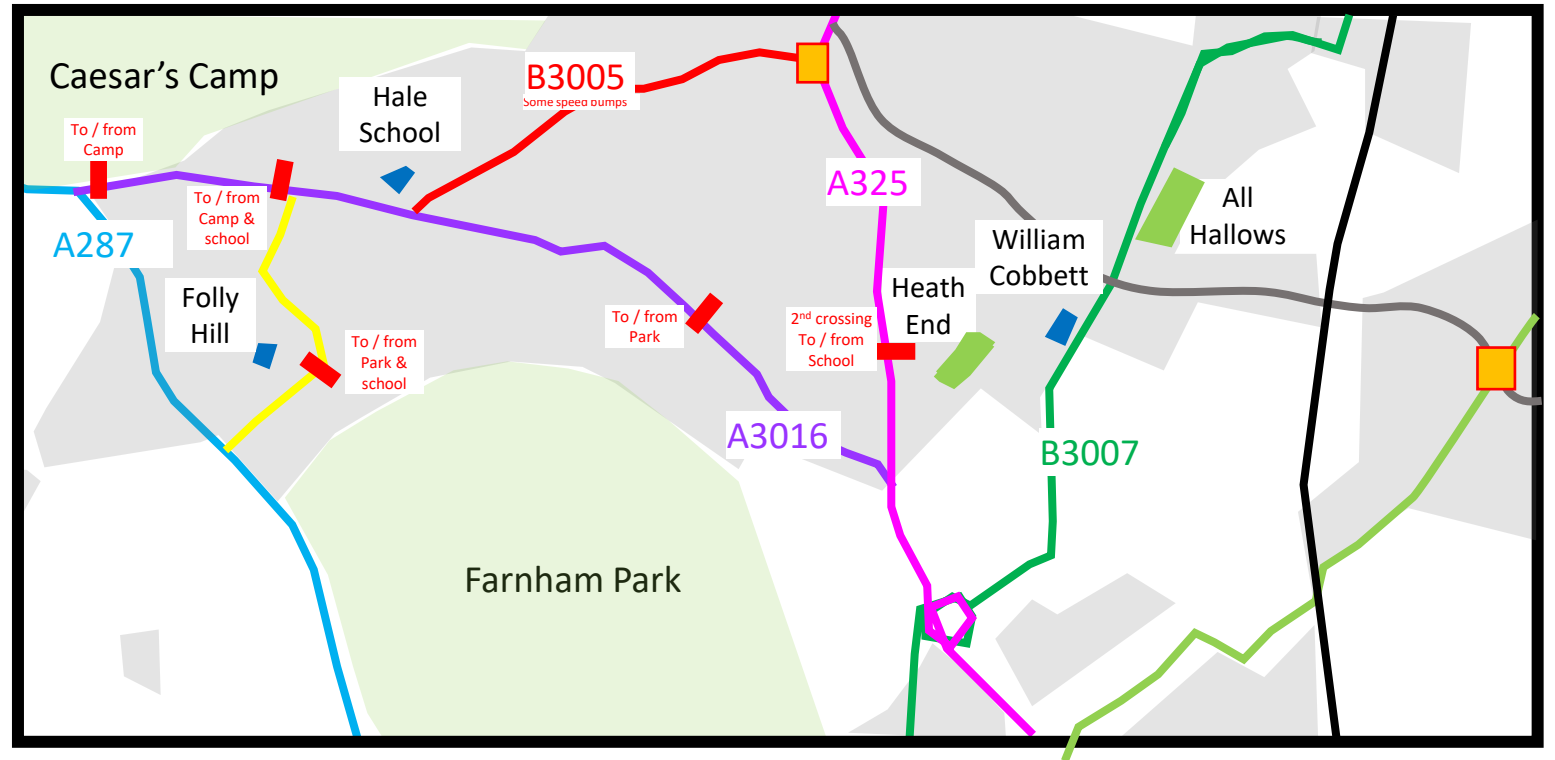 Caesar's Camp
B3005
Some speed bumps
Hale
School
To / from
Camp
To / from
Camp &
school
A287
A325
All
Hallows
William
Cobbett
Heath
End
Folly
Hill
To / from
Park
2nd crossing
To / from
School
To / from
Park &
school
A3016
B3007
Farnham Park